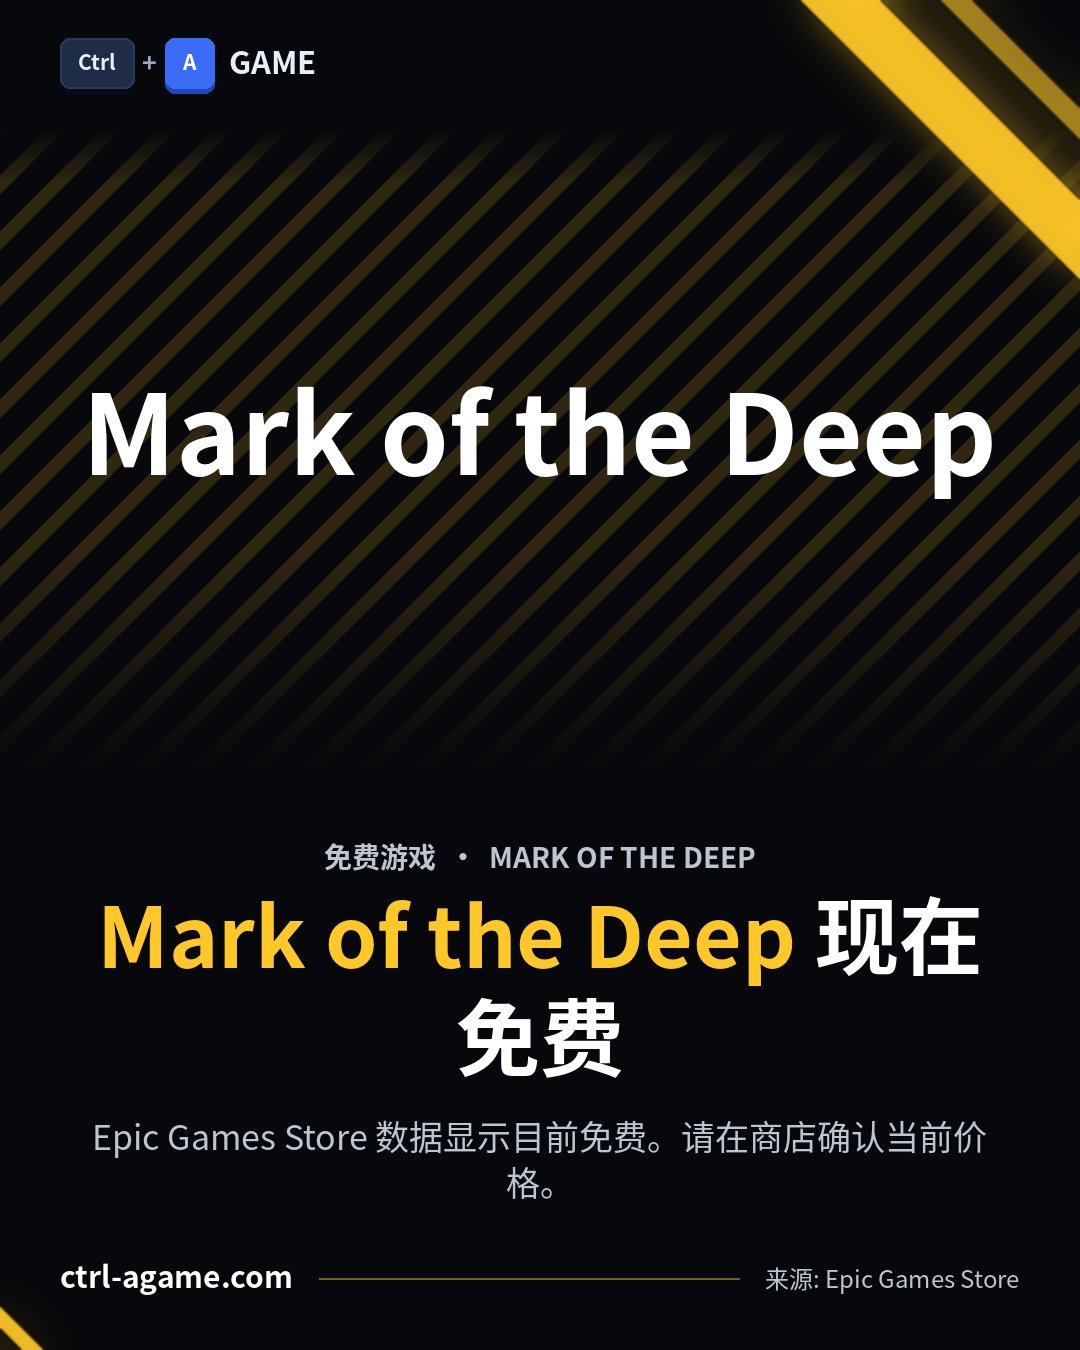 Ctrl + A GAME
Mark of the Deep
免费游戏 • MARK OF THE DEEP
Mark of the Deep 现在
免费
Epic Games Store 数据显示目前免费。请在商店确认当前价
格。
ctrl-agame.com
来源: Epic Games Store